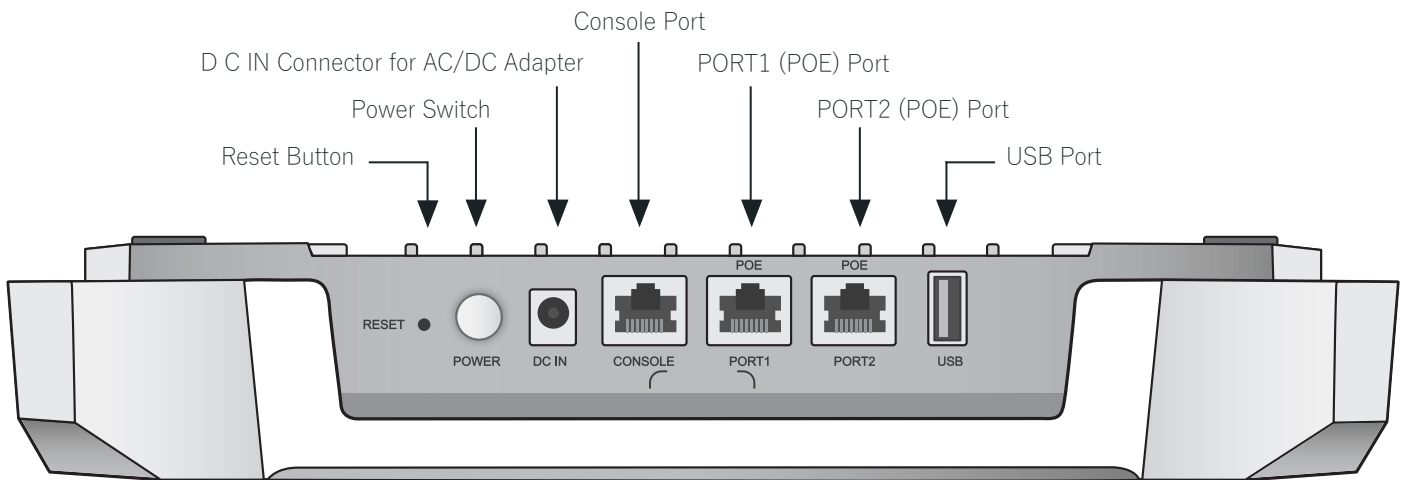 Console Port
D C IN Connector for AC/DC Adapter
PORT1 (POE) Port
Power Switch
PORT2 (POE) Port
Reset Button
USB Port
POE
POE
RESET
POWER
DC IN
CONSOLE
PORT1
PORT2
USB